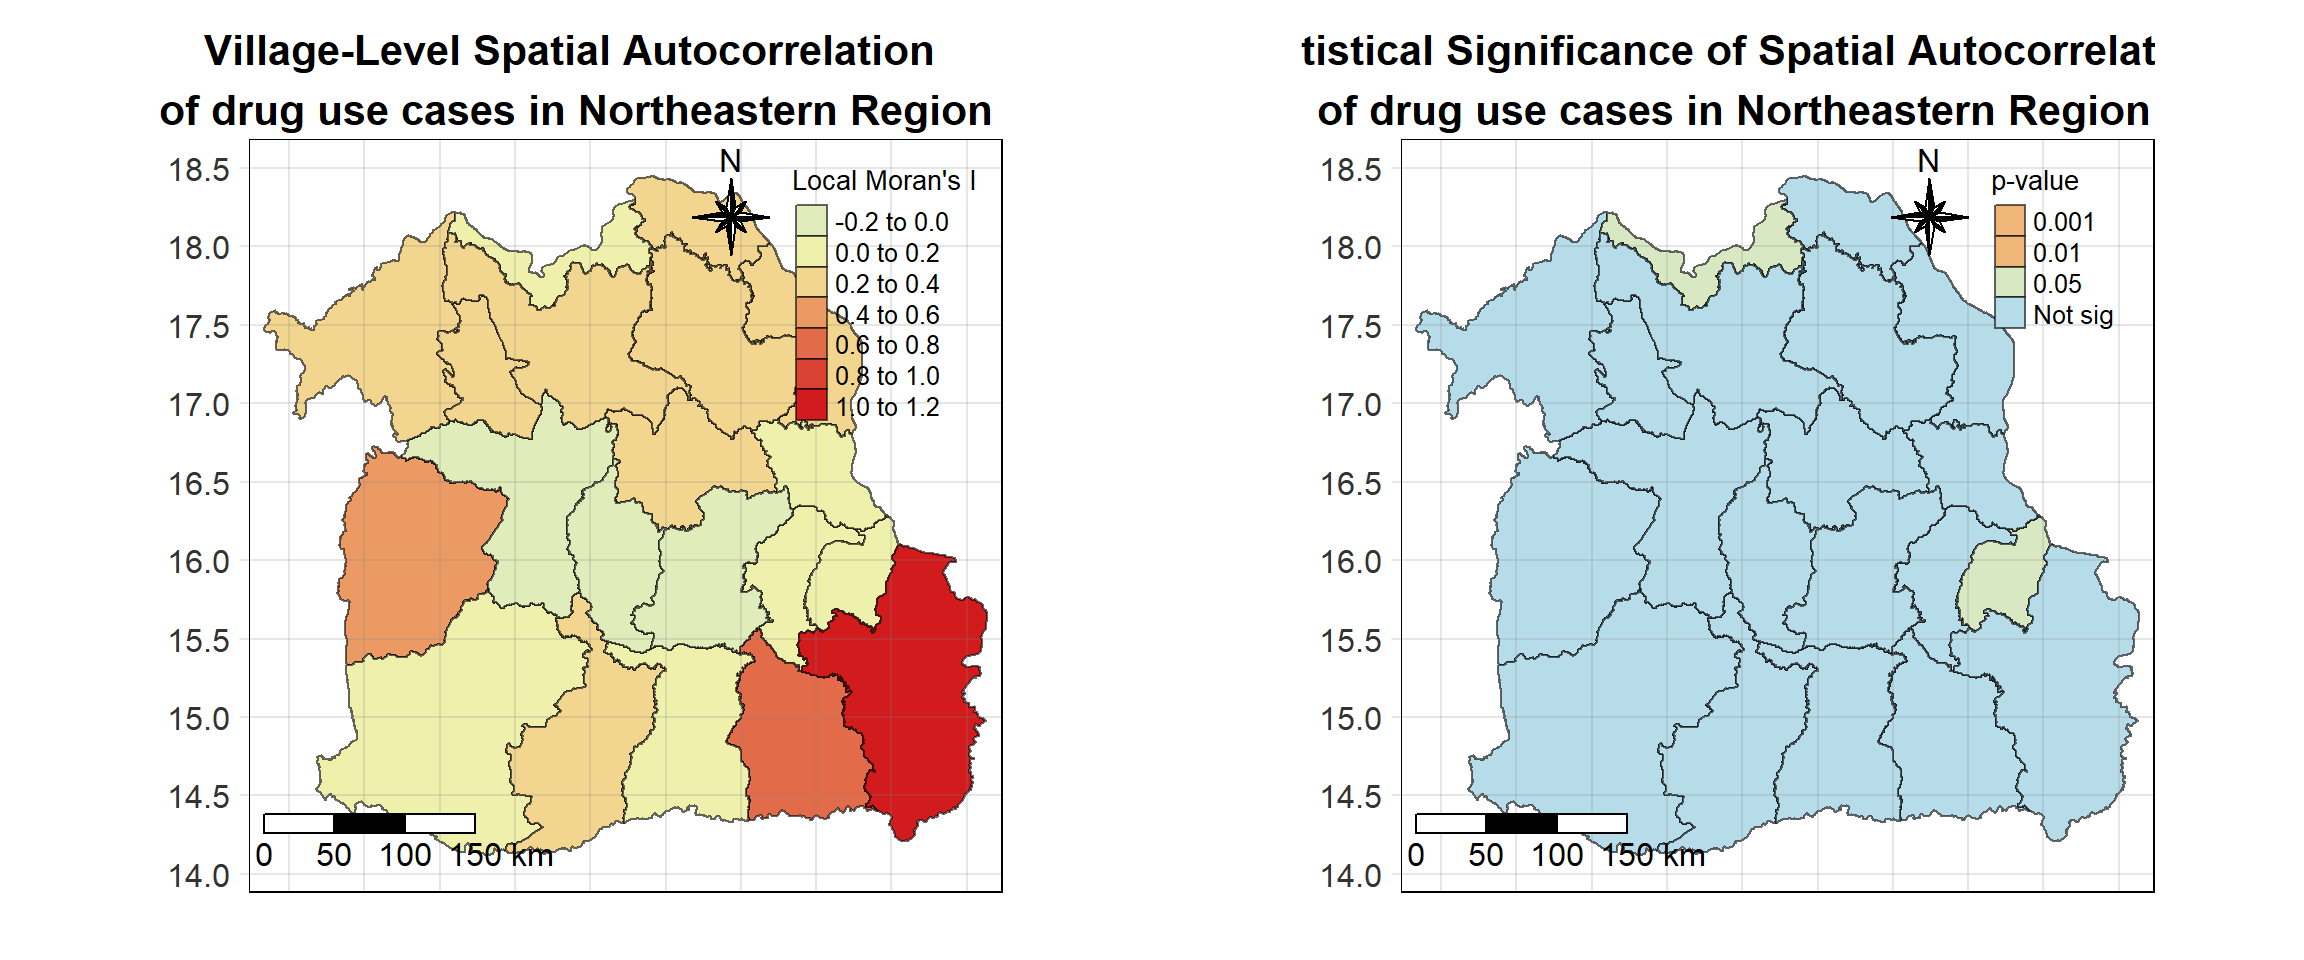 Village-Level Spatial Autocorrelation
of drug use cases in Northeastern Region
N
Local Moran's I
-0.2 to 0.0
0.0 to 0.2
0.2 to 0.4
0.4 to 0.6
0.6 to 0.8
0.8 to 1.0
1.0 to 1.2
18.5
18.0
17.5
17.0
16.5
16.0
15.5
15.0
14.5
14.0
0 50 100 150 km
tistical Significance of Spatial Autocorrelat
of drug use cases in Northeastern Region
N
p-value
0.001
0.01
0.05
Not sig
18.5
18.0
17.5
17.0
16.5
16.0
15.5
15.0
14.5
14.0
0 50 100 150 km